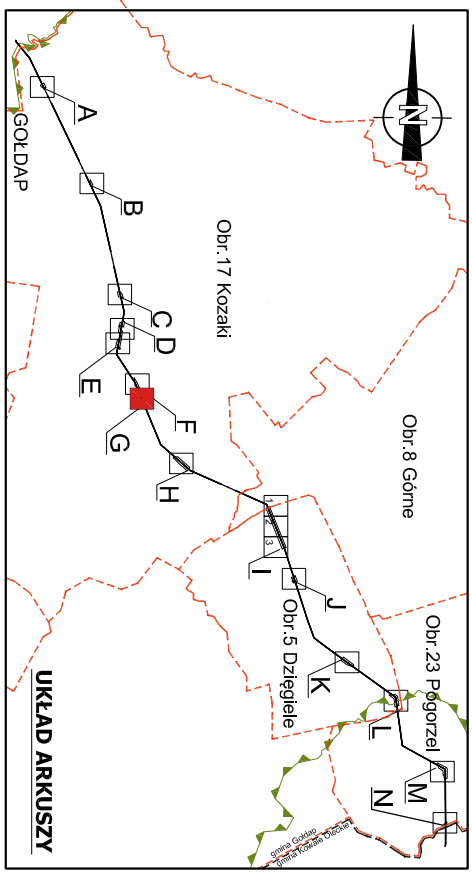 N
GOŁDAP
A
B
Obr.17 Kozaki
C
D
E
F
G
H
Obr.8 Górne
1
2
3
I
J
Obr.5 Dzięgiele
K
Obr.23 Pogorzel
L
M
N
gmina Gołdap
gmina Kowale Oleckie
UKŁAD ARKUSZY